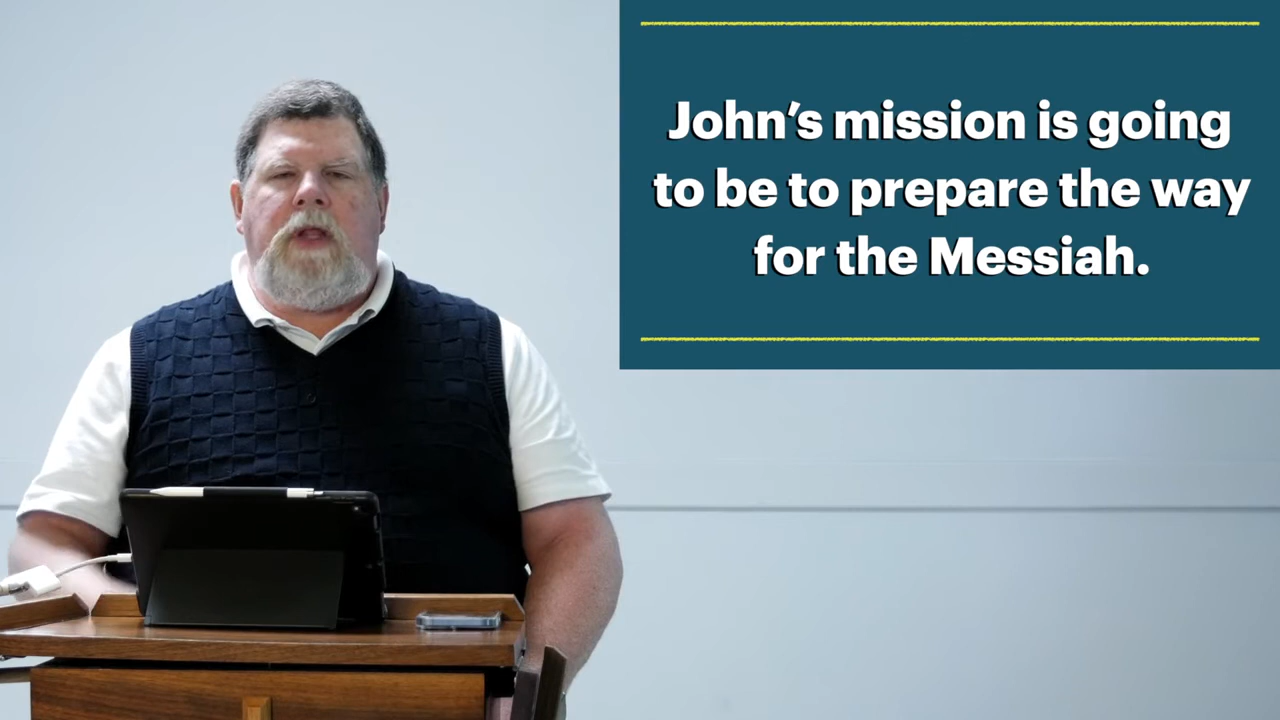 John’s mission is going
to be to prepare the way
for the Messiah.